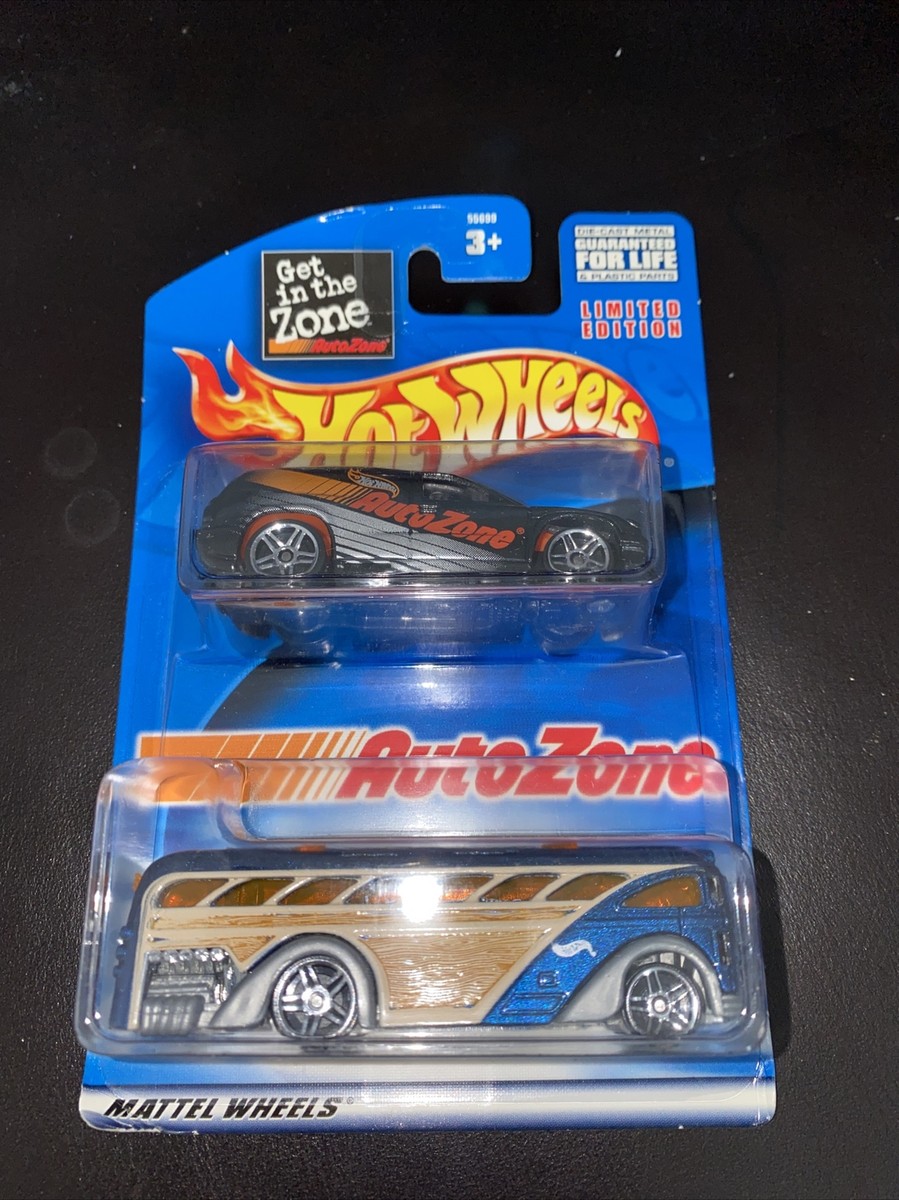 55699
3+
DIE-CAST METAL
GUARANTEED
FOR LIFE
& PLASTIC PARTS
LIMITED
EDITION
Get
in the
Zone
AutoZone
HOT WHEELS
AutoZone®
AutoZone
MATTEL WHEELS®